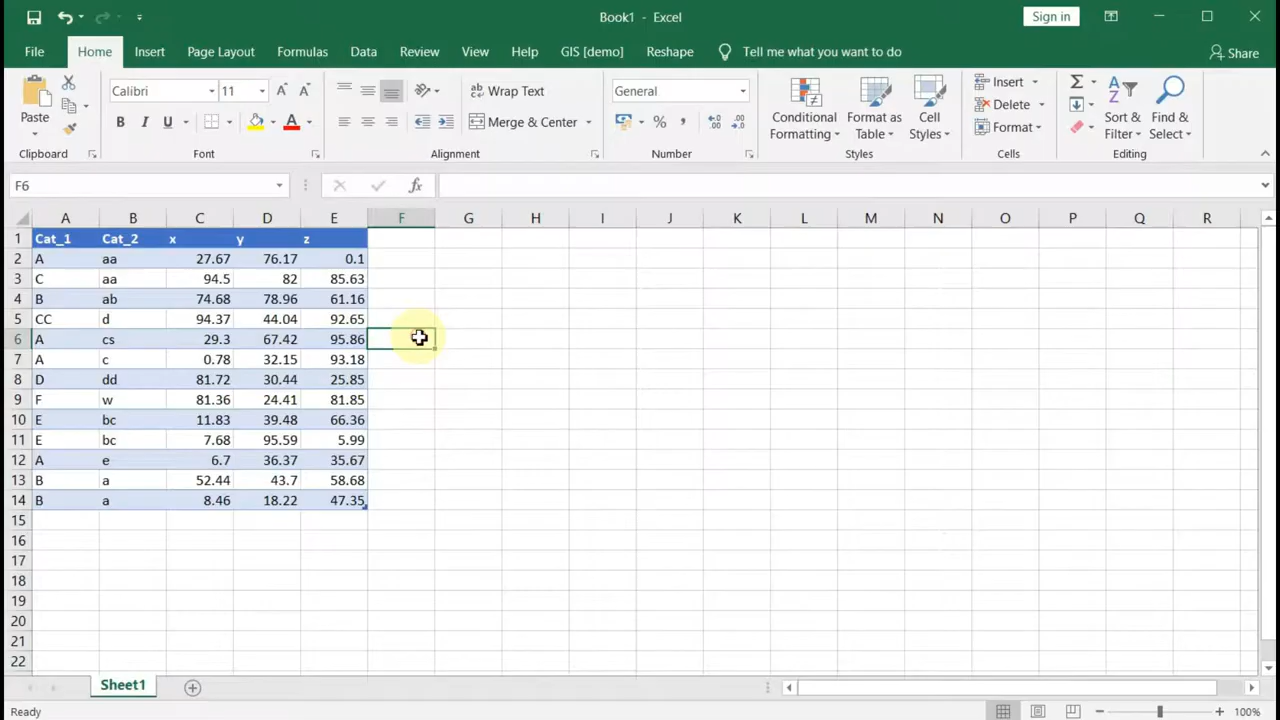 Book1 - Excel
Sign in
File Home Insert Page Layout Formulas Data Review View Help GIS [demo] Reshape Tell me what you want to do Share
Calibri 11 Wrap Text General Insert
Paste Conditional Formatting Format as Table Cell Styles Delete Sort & Filter Find & Select
B I U Merge & Center % , Format
Clipboard Font Alignment Number Styles Cells Editing
F6 fx
A B C D E F G H I J K L M N O P Q R
1 Cat_1 Cat_2 x y z
2 A aa 27.67 76.17 0.1
3 C aa 94.5 82 85.63
4 B ab 74.68 78.96 61.16
5 CC d 94.37 44.04 92.65
6 A cs 29.3 67.42 95.86
7 A c 0.78 32.15 93.18
8 D dd 81.72 30.44 25.85
9 F w 81.36 24.41 81.85
10 E bc 11.83 39.48 66.36
11 E bc 7.68 95.59 5.99
12 A e 6.7 36.37 35.67
13 B a 52.44 43.7 58.68
14 B a 8.46 18.22 47.35
15
16
17
18
19
20
21
22
Sheet1
Ready 100%